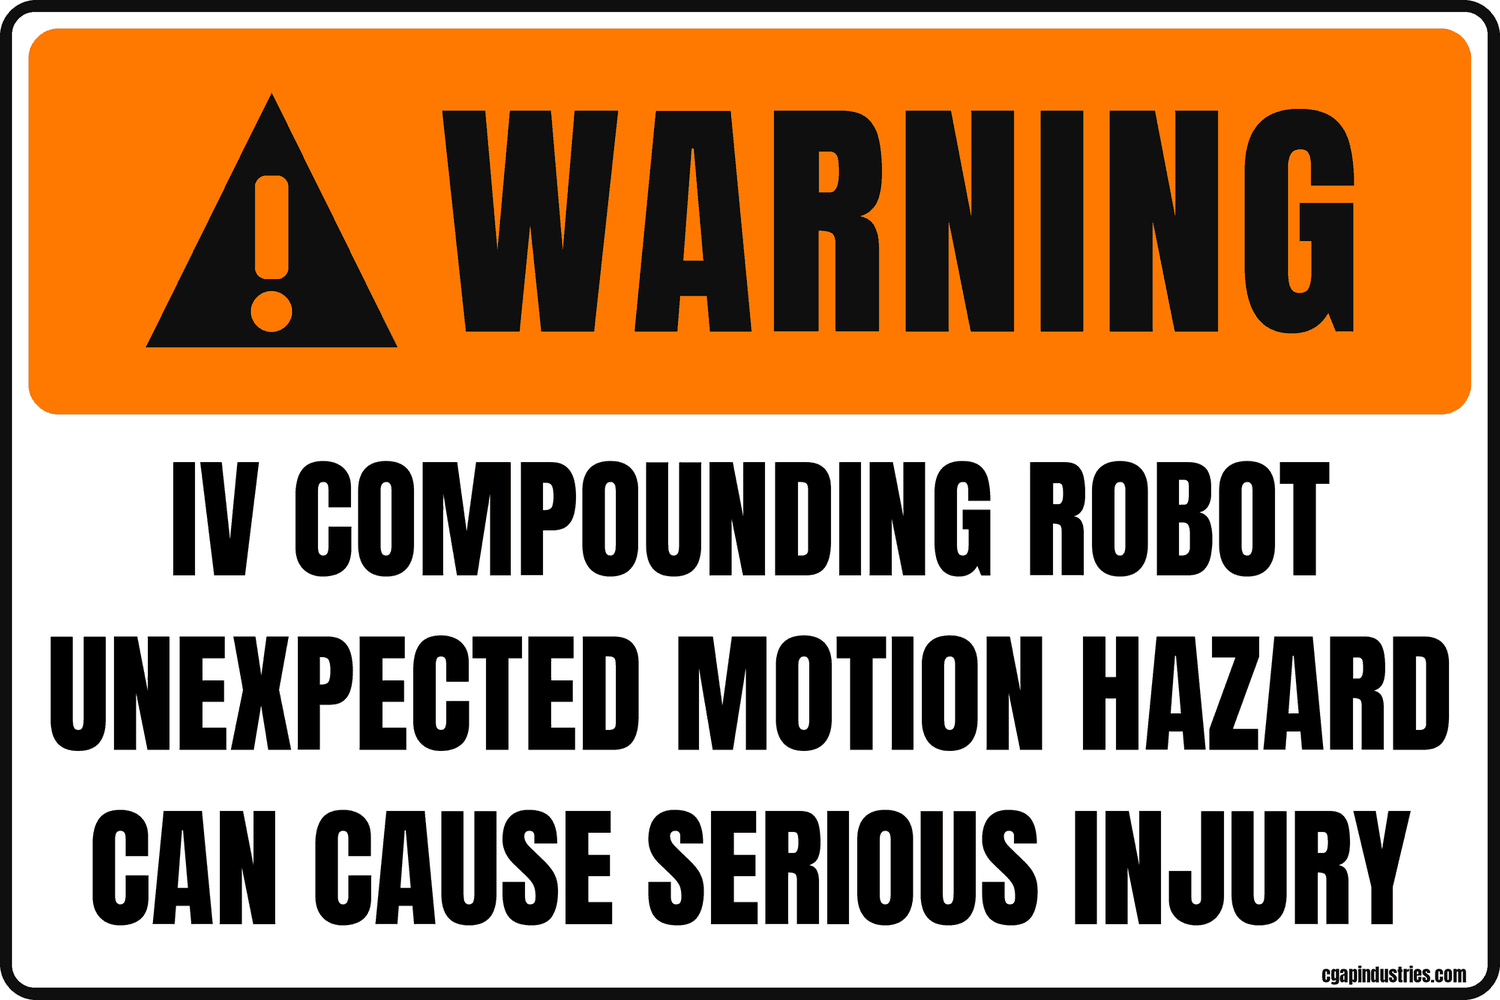 WARNING
IV COMPOUNDING ROBOT
UNEXPECTED MOTION HAZARD
CAN CAUSE SERIOUS INJURY
cgapindustries.com